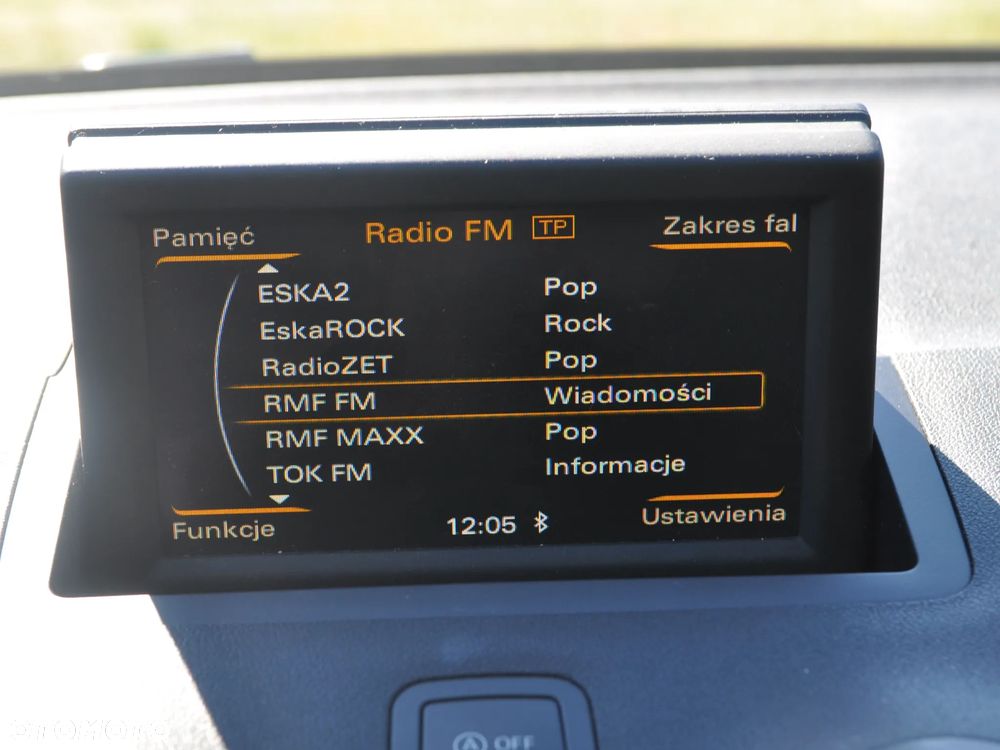 Pamięć Radio FM TP Zakres fal
ESKA2 Pop
EskaROCK Rock
RadioZET Pop
RMF FM Wiadomości
RMF MAXX Pop
TOK FM Informacje
Funkcje 12:05 Ustawienia
A OFF
OTOMOTO